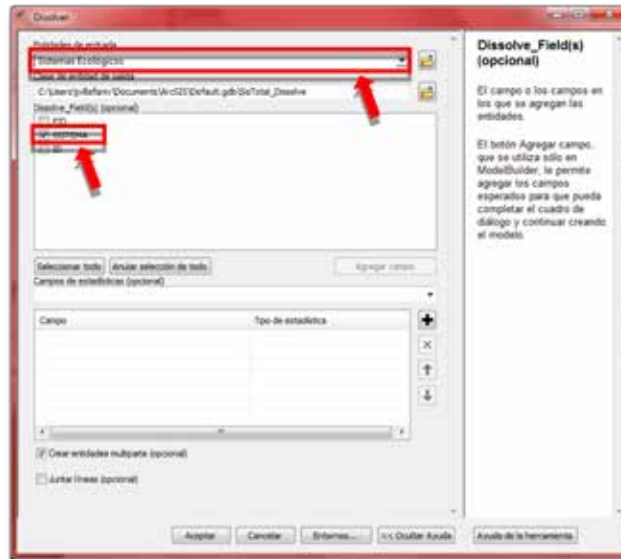 Dissolver
Entidades de entrada
Sistemas Ecológicos
Clase de entidad de salida
C:\Users\pvillafan\Documents\ArcGIS\Default.gdb\SisTotal_Dissolve
Dissolve_Field(s) (opcional)
FID
SISTEMA
Seleccionar todo
Anular selección de todo
Agregar campo
Campos de estadísticas (opcional)
Campo
Tipo de estadística
Crear entidades multiparte (opcional)
Juntar líneas (opcional)
Aceptar
Cancelar
Entornos...
<< Ocultar Ayuda
Dissolve_Field(s)
(opcional)
El campo o los campos en
los que se agregan las
entidades.
El botón Agregar campo,
que se utiliza sólo en
ModelBuilder, le permite
agregar los campos
esperados para que pueda
completar el cuadro de
diálogo y continuar creando
el modelo.
Ayuda de la herramienta